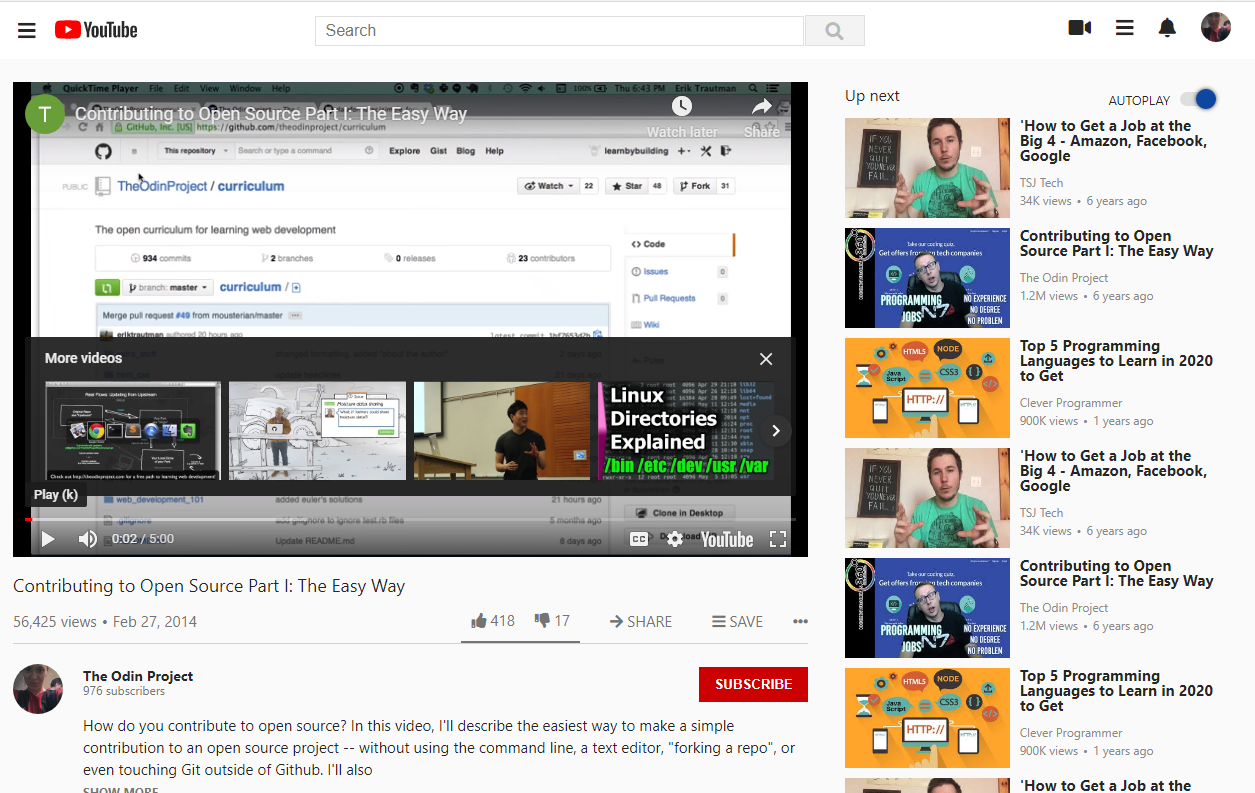 YouTube
Search
QuickTime Player File Edit View Window Help
100% Thu 6:43 PM Erik Trautman
T
Contributing to Open Source Part I: The Easy Way
Watch later
Share
GitHub, Inc. [US] https://github.com/theodinproject/curriculum
This repository
Search or type a command
Explore Gist Blog Help
learnbybuilding
PUBLIC
TheOdinProject / curriculum
Watch 22
Star 48
Fork 31
The open curriculum for learning web development
934 commits
2 branches
0 releases
23 contributors
Code
Issues 0
Pull Requests 0
Wiki
branch: master
curriculum /
Merge pull request #49 from mousterian/master
eriktrautman authored 20 hours ago
latest commit
More videos
Linux
Directories
Explained
/bin /etc /dev /usr /var
Play (k)
web_development_101
added euler's solutions
21 hours ago
.gitignore
add gitignore to ignore test.rb files
5 months ago
Update README.md
8 days ago
Clone in Desktop
0:02 / 5:00
CC
YouTube
Contributing to Open Source Part I: The Easy Way
56,425 views • Feb 27, 2014
418
17
SHARE
SAVE
The Odin Project
976 subscribers
SUBSCRIBE
How do you contribute to open source? In this video, I'll describe the easiest way to make a simple
contribution to an open source project -- without using the command line, a text editor, "forking a repo", or
even touching Git outside of Github. I'll also
SHOW MORE
Up next
AUTOPLAY
IF YOU
NEVER
QUIT
YOU NEVER
FAIL..
'How to Get a Job at the
Big 4 - Amazon, Facebook,
Google
TSJ Tech
34K views • 6 years ago
Take our coding quiz.
Get offers from top tech companies
PROGRAMMING
JOBS
NO EXPERIENCE
NO DEGREE
NO PROBLEM
Contributing to Open
Source Part I: The Easy Way
The Odin Project
1.2M views • 6 years ago
HTML5
NODE
Java
Script
CSS3
HTTP://
Top 5 Programming
Languages to Learn in 2020
to Get
Clever Programmer
900K views • 1 years ago
IF YOU
NEVER
QUIT
YOU NEVER
FAIL..
'How to Get a Job at the
Big 4 - Amazon, Facebook,
Google
TSJ Tech
34K views • 6 years ago
Take our coding quiz.
Get offers from top tech companies
PROGRAMMING
JOBS
NO EXPERIENCE
NO DEGREE
NO PROBLEM
Contributing to Open
Source Part I: The Easy Way
The Odin Project
1.2M views • 6 years ago
HTML5
NODE
Java
Script
CSS3
HTTP://
Top 5 Programming
Languages to Learn in 2020
to Get
Clever Programmer
900K views • 1 years ago
'How to Get a Job at the